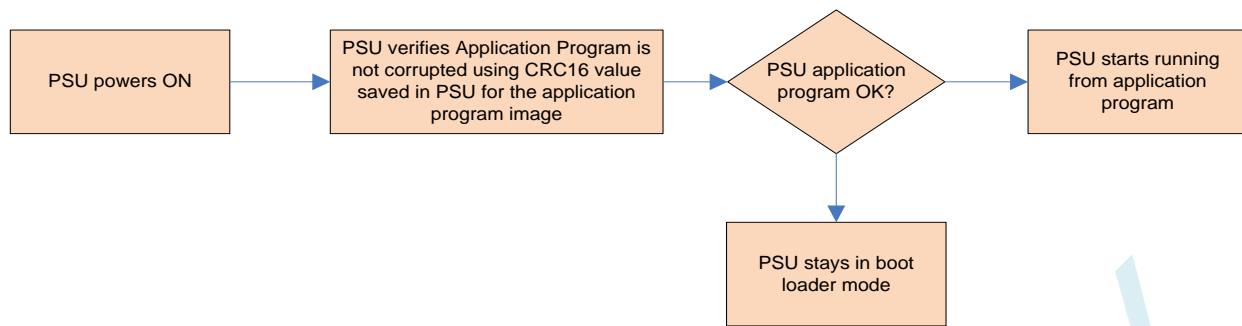 PSU powers ON
PSU verifies Application Program is
not corrupted using CRC16 value
saved in PSU for the application
program image
PSU application
program OK?
PSU starts running
from application
program
PSU stays in boot
loader mode